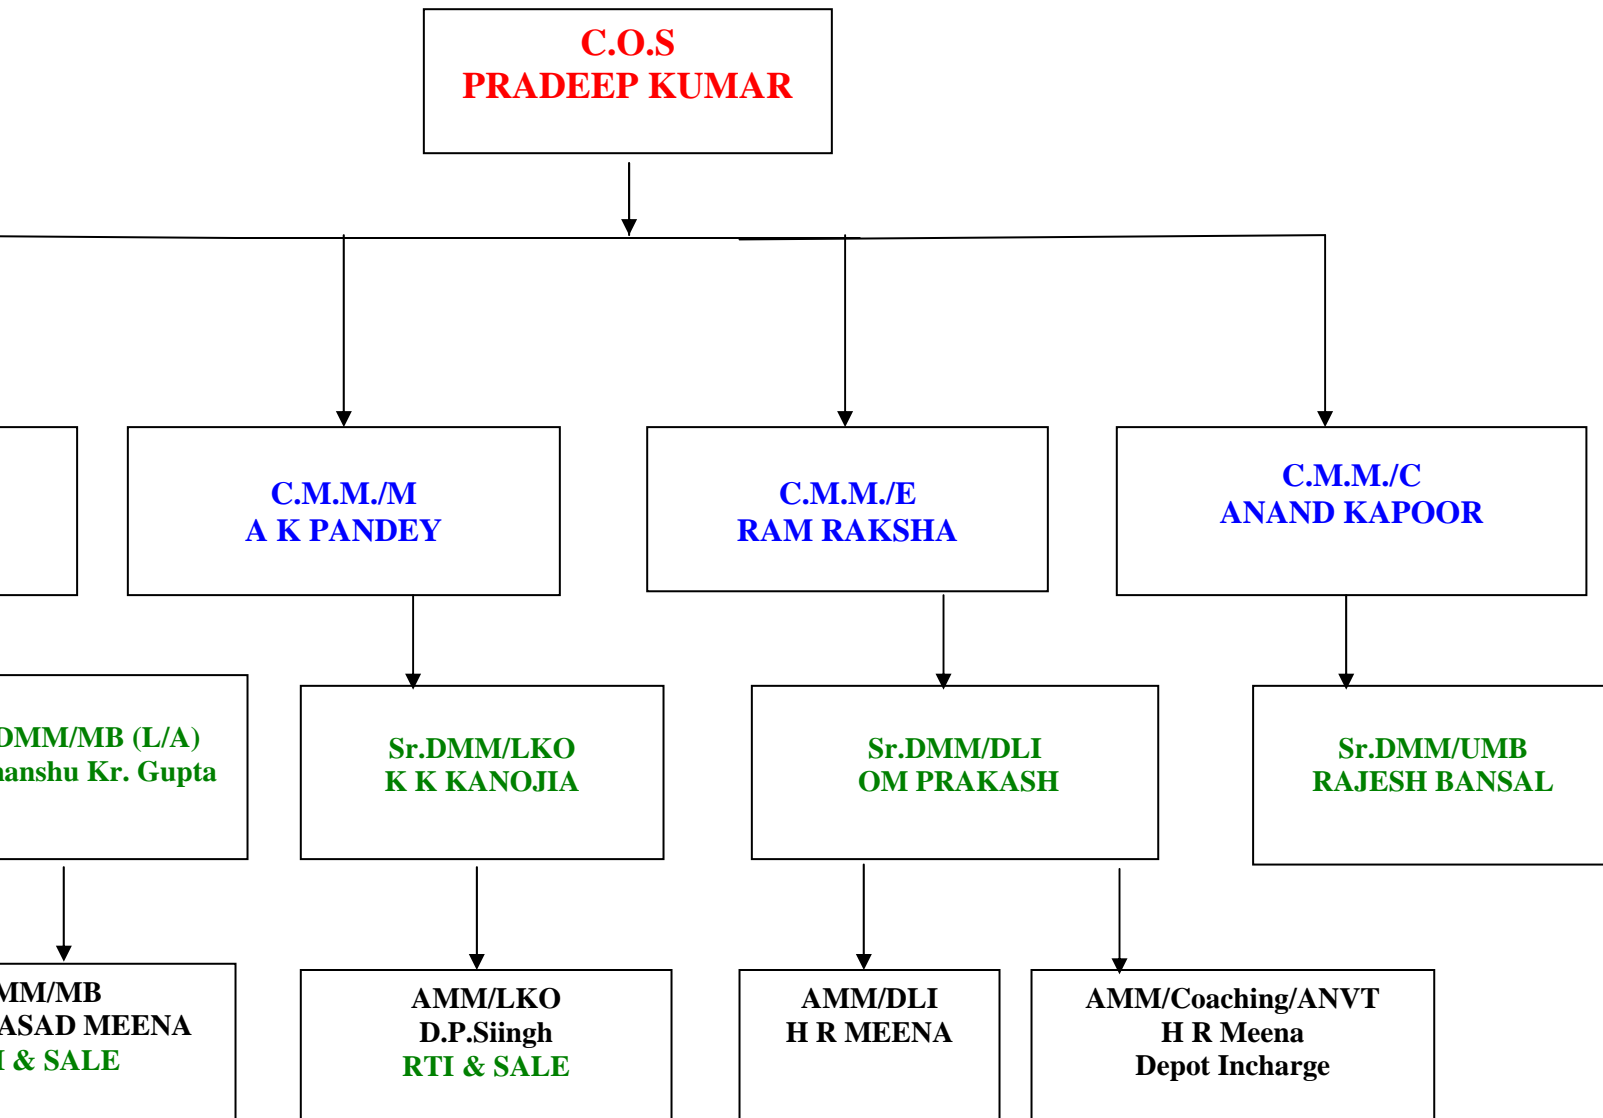 C.O.S
PRADEEP KUMAR
C.M.M./M
A K PANDEY
C.M.M./E
RAM RAKSHA
C.M.M./C
ANAND KAPOOR
DMM/MB (L/A)
anshu Kr. Gupta
Sr.DMM/LKO
K K KANOJIA
Sr.DMM/DLI
OM PRAKASH
Sr.DMM/UMB
RAJESH BANSAL
MM/MB
ASAD MEENA
& SALE
AMM/LKO
D.P.Siingh
RTI & SALE
AMM/DLI
H R MEENA
AMM/Coaching/ANVT
H R Meena
Depot Incharge